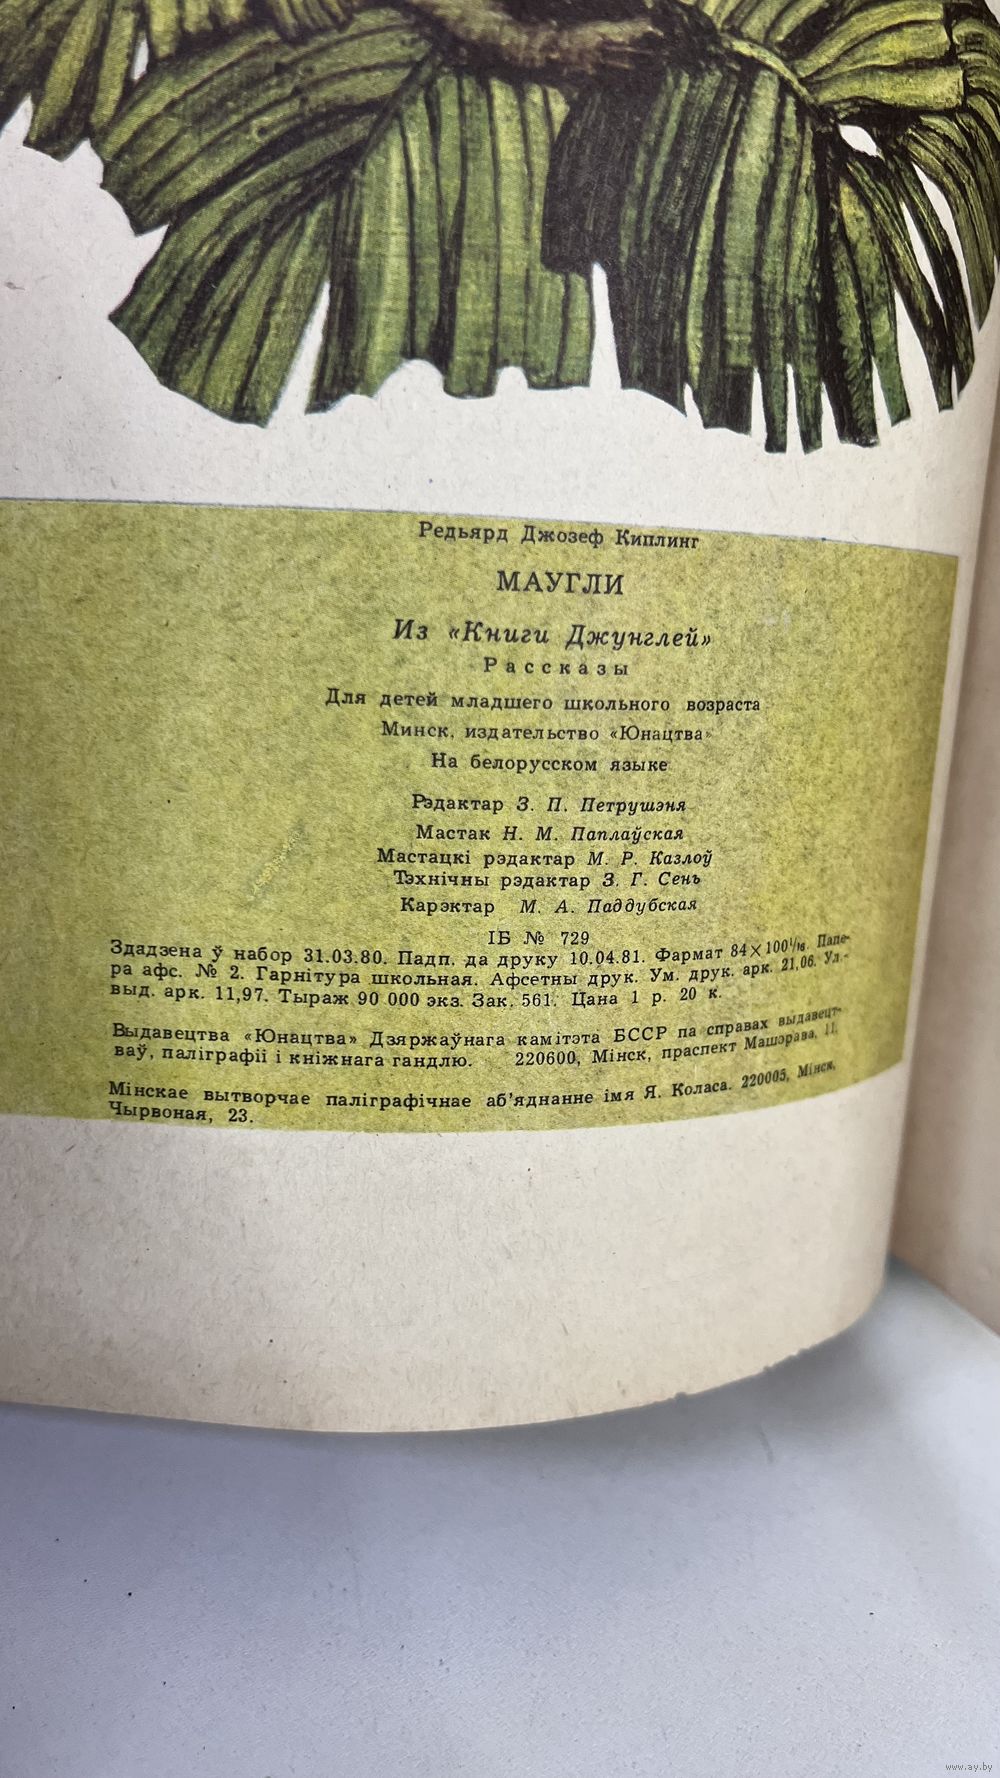 Редьярд Джозеф Киплинг
МАУГЛИ
Из «Книги Джунглей»
Рассказы
Для детей младшего школьного возраста
Минск, издательство «Юнацтва»
На белорусском языке
Рэдактар З. П. Петрушэня
Мастак Н. М. Паплаўская
Мастацкі рэдактар М. Р. Казлоў
Тэхнічны рэдактар З. Г. Сень
Карэктар М. А. Паддубская
ІБ № 729
Здадзена ў набор 31.03.80. Падп. да друку 10.04.81. Фармат 84×100¹/₁₆. Папе-
ра афс. № 2. Гарнітура школьная. Афсетны друк. Ум. друк. арк. 21,06. Ул.-
выд. арк. 11,97. Тыраж 90 000 экз. Зак. 561. Цана 1 р. 20 к.
Выдавецтва «Юнацтва» Дзяржаўнага камітэта БССР па справах выдавецт-
ваў, паліграфіі і кніжнага гандлю. 220600, Мінск, праспект Машэрава, 11.
Мінскае вытворчае паліграфічнае аб'яднанне імя Я. Коласа. 220005, Мінск,
Чырвоная, 23.
www.ay.by